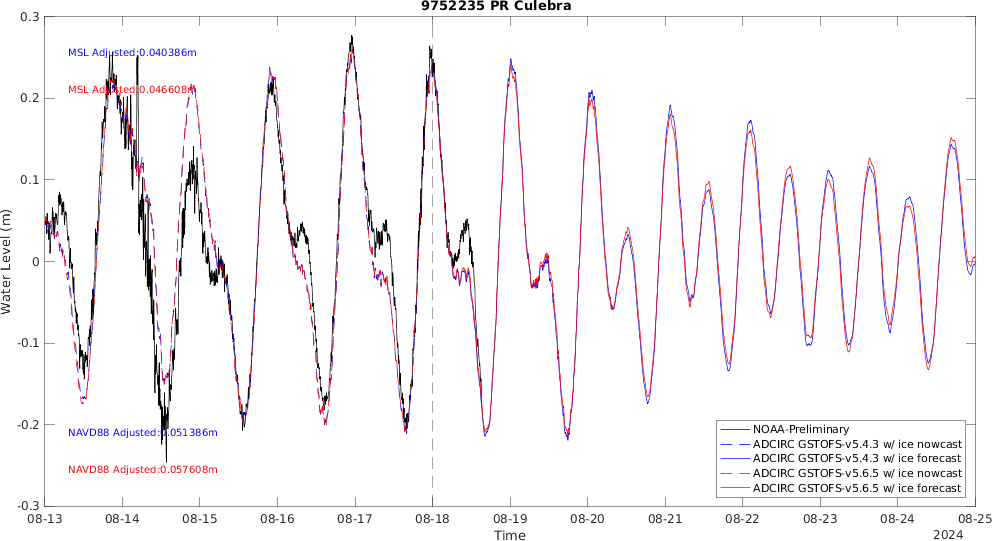 9752235 PR Culebra
0.3
MSL Adjusted:0.040386m
MSL Adjusted:0.046608m
0.2
0.1
Water Level (m)
0
-0.1
-0.2
NAVD88 Adjusted:0.051386m
NAVD88 Adjusted:0.057608m
-0.3
NOAA-Preliminary
ADCIRC GSTOFS-v5.4.3 w/ ice nowcast
ADCIRC GSTOFS-v5.4.3 w/ ice forecast
ADCIRC GSTOFS-v5.6.5 w/ ice nowcast
ADCIRC GSTOFS-v5.6.5 w/ ice forecast
08-13 08-14 08-15 08-16 08-17 08-18 08-19 08-20 08-21 08-22 08-23 08-24 08-25
Time
2024